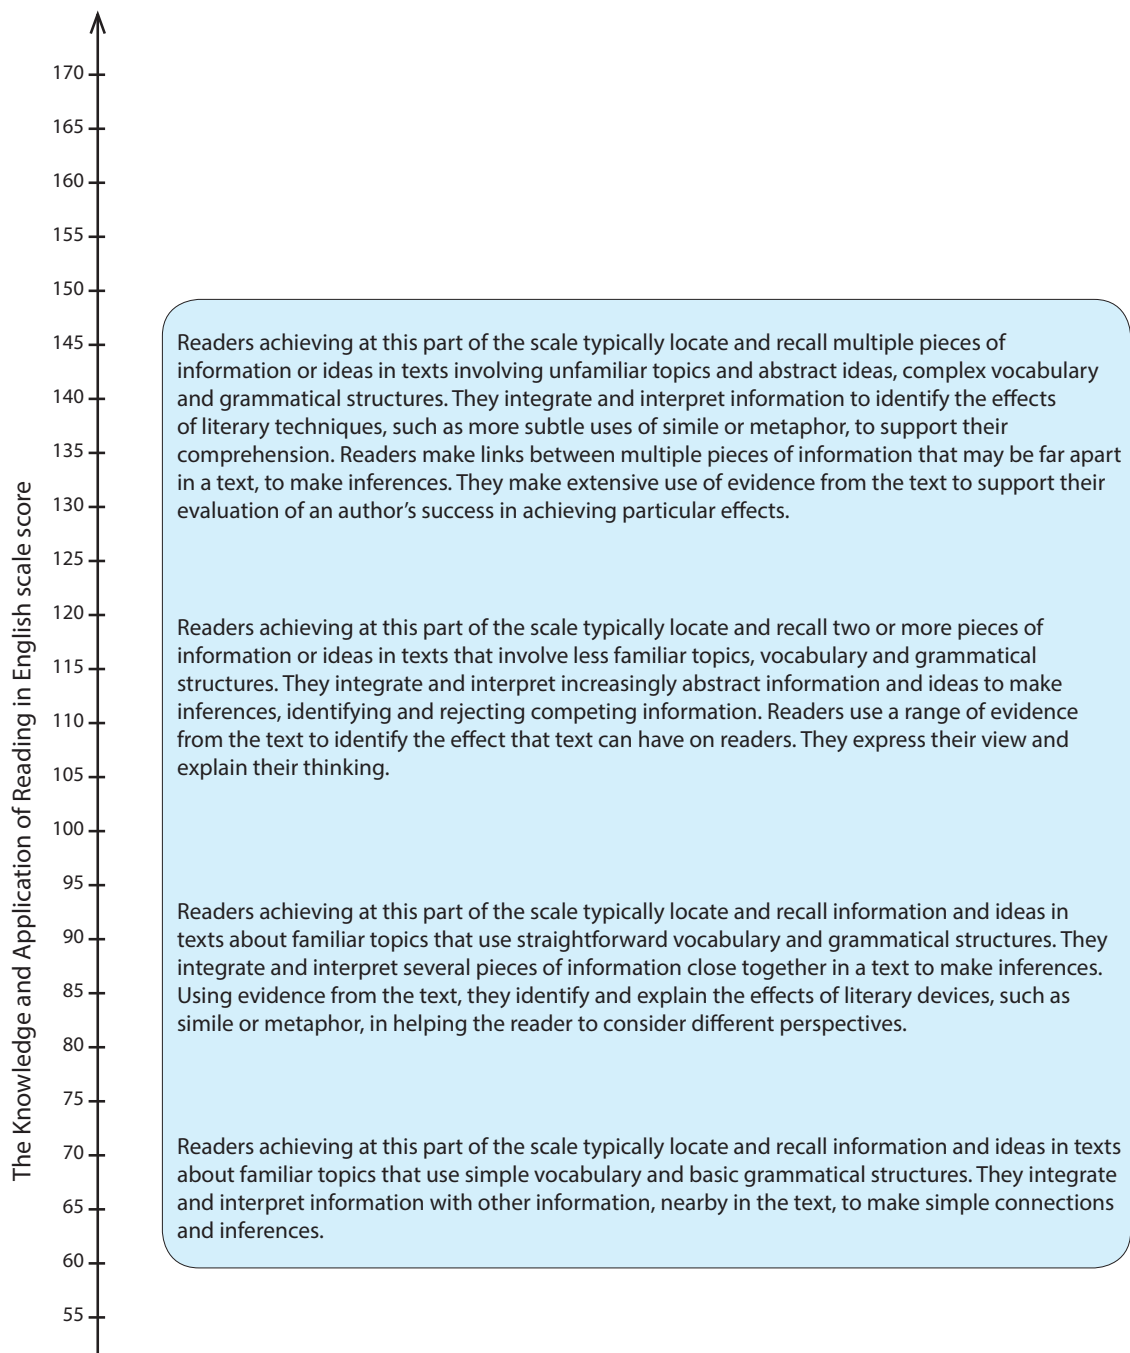 170
165
160
155
150
145
140
135
130
125
120
115
110
105
100
95
90
85
80
75
70
65
60
55
The Knowledge and Application of Reading in English scale score
Readers achieving at this part of the scale typically locate and recall multiple pieces of
information or ideas in texts involving unfamiliar topics and abstract ideas, complex vocabulary
and grammatical structures. They integrate and interpret information to identify the effects
of literary techniques, such as more subtle uses of simile or metaphor, to support their
comprehension. Readers make links between multiple pieces of information that may be far apart
in a text, to make inferences. They make extensive use of evidence from the text to support their
evaluation of an author’s success in achieving particular effects.
Readers achieving at this part of the scale typically locate and recall two or more pieces of
information or ideas in texts that involve less familiar topics, vocabulary and grammatical
structures. They integrate and interpret increasingly abstract information and ideas to make
inferences, identifying and rejecting competing information. Readers use a range of evidence
from the text to identify the effect that text can have on readers. They express their view and
explain their thinking.
Readers achieving at this part of the scale typically locate and recall information and ideas in
texts about familiar topics that use straightforward vocabulary and grammatical structures. They
integrate and interpret several pieces of information close together in a text to make inferences.
Using evidence from the text, they identify and explain the effects of literary devices, such as
simile or metaphor, in helping the reader to consider different perspectives.
Readers achieving at this part of the scale typically locate and recall information and ideas in texts
about familiar topics that use simple vocabulary and basic grammatical structures. They integrate
and interpret information with other information, nearby in the text, to make simple connections
and inferences.